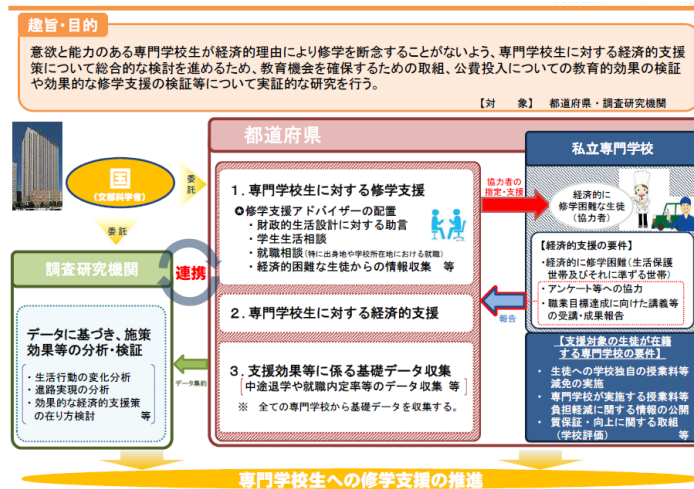 趣旨・目的
意欲と能力のある専門学校生が経済的理由により修学を断念することがないよう、専門学校生に対する経済的支援
策について総合的な検討を進めるため、教育機会を確保するための取組、公費投入についての教育的効果の検証
や効果的な修学支援の検証等について実証的な研究を行う。
【対　象】　都道府県・調査研究機関
国
(文部科学省)
委託
委託
調査研究機関
連携
データに基づき、施策
効果等の分析・検証
・生活行動の変化分析
・進路実現の分析
・効果的な経済的支援策
の在り方検討　等
データ集約
都道府県
1．専門学校生に対する修学支援
✪修学支援アドバイザーの配置
・財政的生活設計に対する助言
・学生生活相談
・就職相談(特に出身地や学校所在地における就職)
・経済的困難な生徒からの情報収集　等
2．専門学校生に対する経済的支援
3．支援効果等に係る基礎データ収集
中途退学や就職内定率等のデータ収集 等
※　全ての専門学校から基礎データを収集する。
協力者の
指定・支援
報告
私立専門学校
経済的に
修学困難な生徒
(協力者)
【経済的支援の要件】
・経済的に修学困難(生活保護
世帯及びそれに準ずる世帯)
・アンケート等への協力
・職業目標達成に向けた講義等
の受講・成果報告
【支援対象の生徒が在籍
する専門学校の要件】
・ 生徒への学校独自の授業料等
減免の実施
・ 専門学校が実施する授業料等
負担軽減に関する情報の公開
・ 質保証・向上に関する取組
(学校評価)　等
専門学校生への修学支援の推進